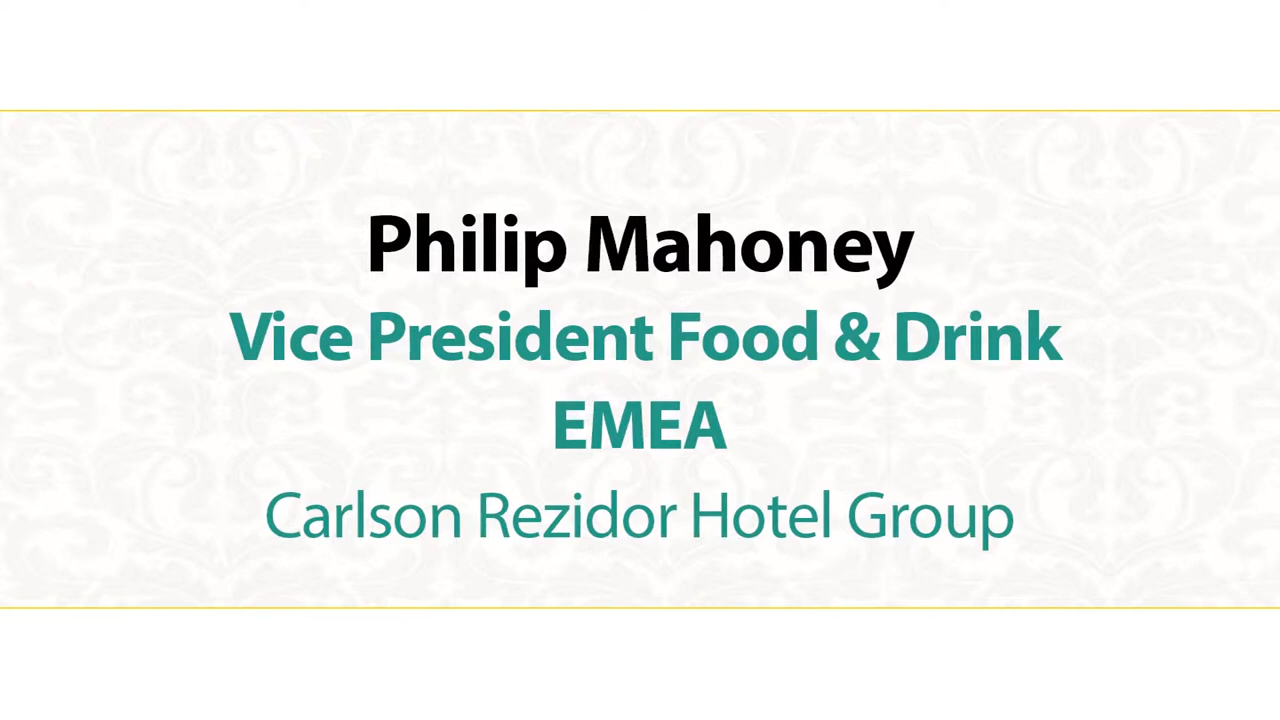 Philip Mahoney
Vice President Food & Drink
EMEA
Carlson Rezidor Hotel Group